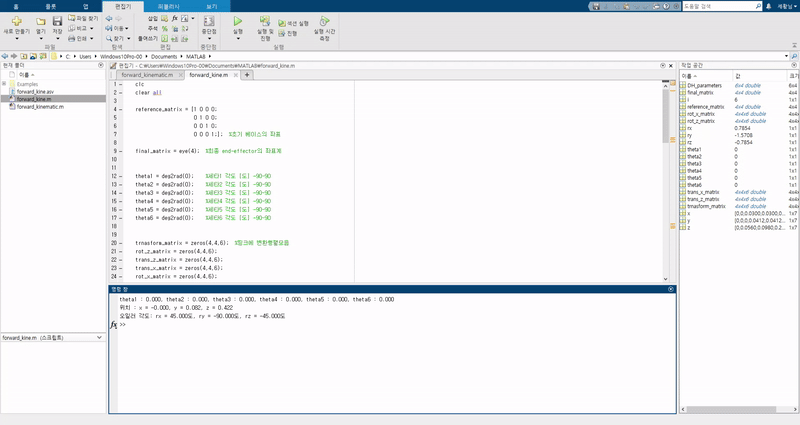 홈 플롯 앱 편집기 퍼블리시 보기
도움말 검색
새로 만들기 열기 저장 파일 찾기 비교 인쇄
이동 찾기
삽입 주석 들여쓰기
중단점
실행 실행 및 진행 섹션 실행 진행 실행 시간 측정
파일 탐색 편집 중단점 실행
C: Users Windows10Pro-00 Documents MATLAB
현재 폴더
이름
Examples
forward_kine.asv
forward_kine.m
forward_kinematic.m
forward_kine.m (스크립트)
편집기 - C:#Users#Windows10Pro-00#Documents#MATLAB#forward_kine.m
forward_kinematic.m forward_kine.m
1 clc
2 clear all
3
4 reference_matrix = [1 0 0 0;
5 0 1 0 0;
6 0 0 1 0;
7 0 0 0 1;]; %초기 베이스의 좌표
8
9 final_matrix = eye(4); %최종 end-effector의 좌표계
10
11
12 theta1 = deg2rad(0); %세타1 각도 [도] -90~90
13 theta2 = deg2rad(0); %세타2 각도 [도] -90~90
14 theta3 = deg2rad(0); %세타3 각도 [도] -90~90
15 theta4 = deg2rad(0); %세타4 각도 [도] -90~90
16 theta5 = deg2rad(0); %세타5 각도 [도] -90~90
17 theta6 = deg2rad(0); %세타6 각도 [도] -90~90
18
19
20 trnasform_matrix = zeros(4,4,6); %링크에 변환행렬모음
21 rot_z_matrix = zeros(4,4,6);
22 trans_z_matrix = zeros(4,4,6);
23 trans_x_matrix = zeros(4,4,6);
24 rot_x_matrix = zeros(4,4,6);
명령 창
theta1 : 0.000, theta2 : 0.000, theta3 : 0.000, theta4 : 0.000, theta5 : 0.000, theta6 : 0.000
위치 : x = -0.000, y = 0.082, z = 0.422
오일러 각도: rx = 45.000도, ry = -90.000도, rz = -45.000도
fx >>
작업 공간
이름 값 크기
DH_parameters 6x4 double 6x4
final_matrix 4x4 double 4x4
i 6 1x1
reference_matrix 4x4 double 4x4
rot_x_matrix 4x4x6 double 4x4x
rot_z_matrix 4x4x6 double 4x4x
rx 0.7854 1x1
ry -1.5708 1x1
rz -0.7854 1x1
theta1 0 1x1
theta2 0 1x1
theta3 0 1x1
theta4 0 1x1
theta5 0 1x1
theta6 0 1x1
trans_x_matrix 4x4x6 double 4x4x
trans_z_matrix 4x4x6 double 4x4x
trnasform_matrix 4x4x6 double 4x4x
x [0,0,0.0300,0.0300,0... 1x7
y [0,0,0,0.0412,0.0412,... 1x7
z [0,0.0560,0.0980,0.2... 1x7